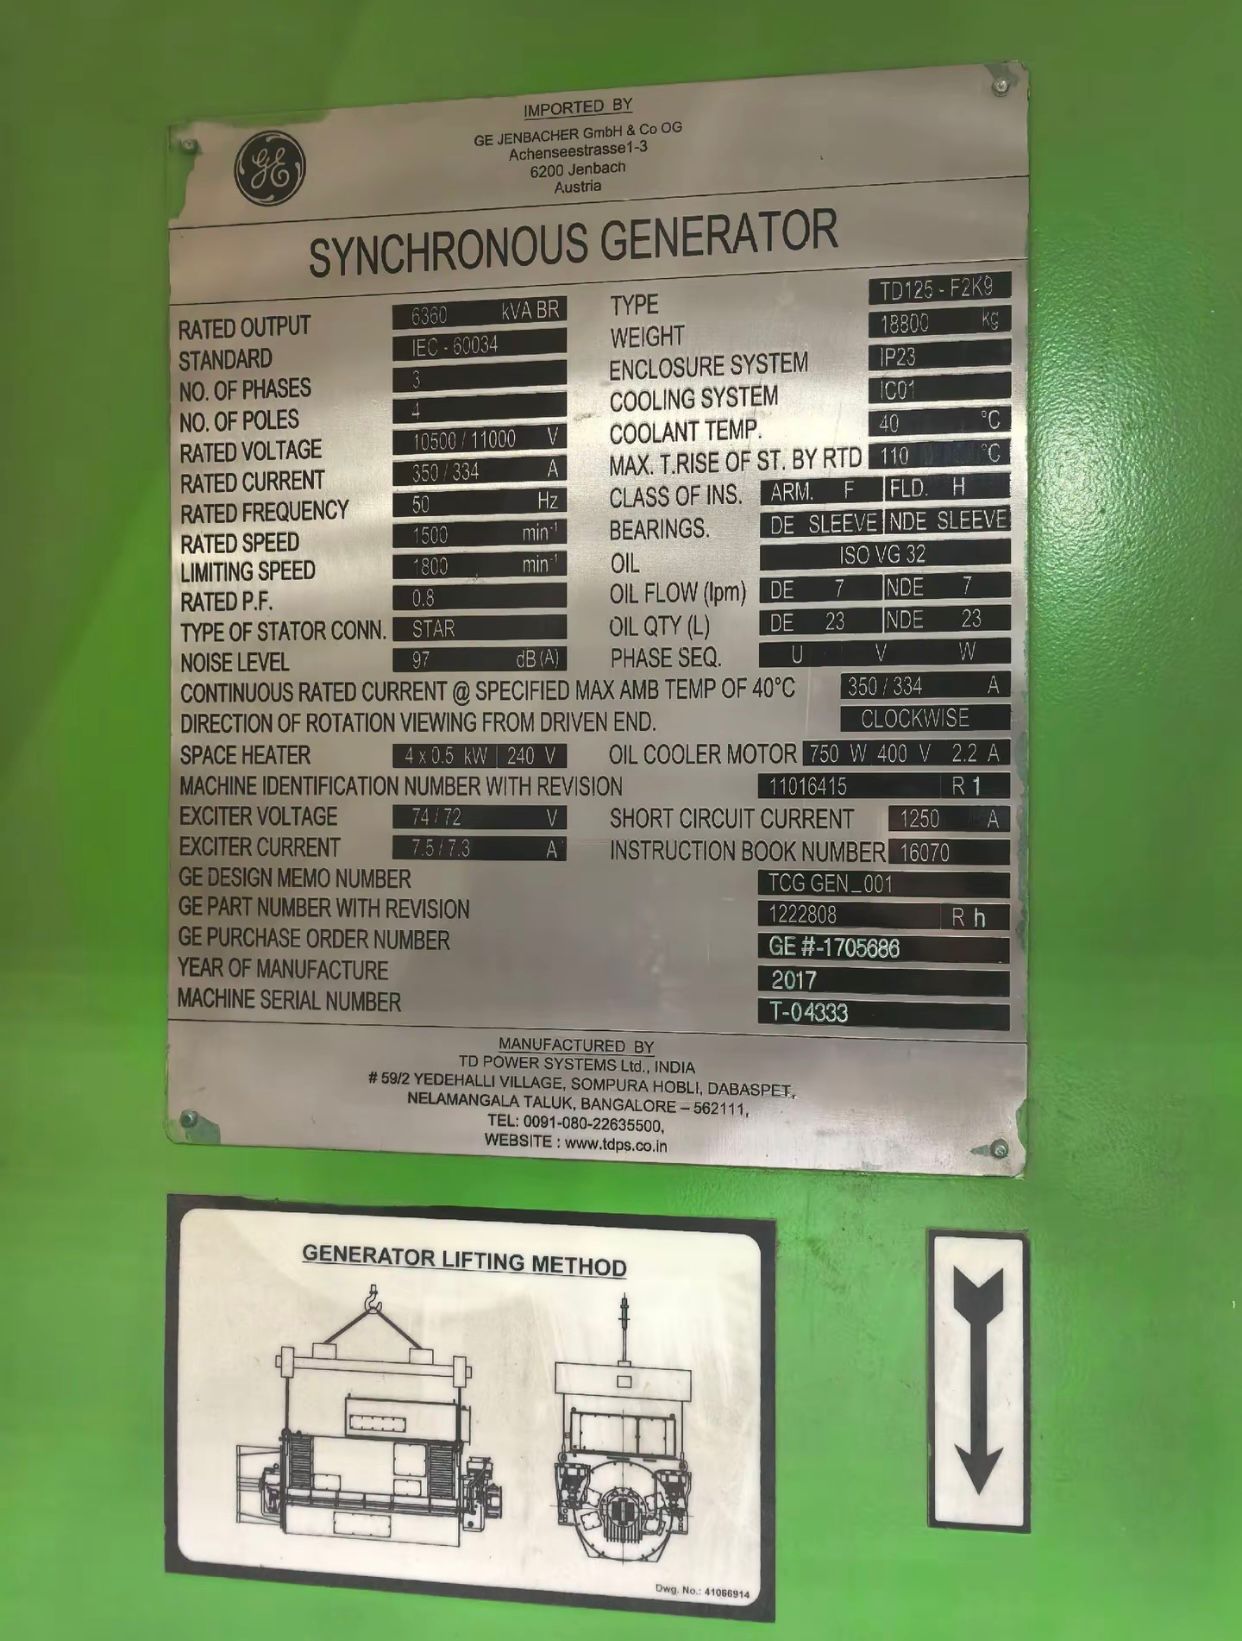 IMPORTED BY
GE JENBACHER GmbH & Co OG
Achenseestrasse1-3
6200 Jenbach
Austria
GE
SYNCHRONOUS GENERATOR
RATED OUTPUT 6360 kVA BR TYPE TD125 - F2K9
STANDARD IEC - 60034 WEIGHT 18800 Kg
NO. OF PHASES 3 ENCLOSURE SYSTEM IP23
NO. OF POLES 4 COOLING SYSTEM IC01
RATED VOLTAGE 10500 / 11000 V COOLANT TEMP. 40 °C
RATED CURRENT 350 / 334 A MAX. T.RISE OF ST. BY RTD 110 °C
RATED FREQUENCY 50 Hz CLASS OF INS. ARM. F FLD. H
RATED SPEED 1500 min⁻¹ BEARINGS. DE SLEEVE NDE SLEEVE
LIMITING SPEED 1800 min⁻¹ OIL ISO VG 32
RATED P.F. 0.8 OIL FLOW (lpm) DE 7 NDE 7
TYPE OF STATOR CONN. STAR OIL QTY (L) DE 23 NDE 23
NOISE LEVEL 97 dB (A) PHASE SEQ. U V W
CONTINUOUS RATED CURRENT @ SPECIFIED MAX AMB TEMP OF 40°C 350 / 334 A
DIRECTION OF ROTATION VIEWING FROM DRIVEN END. CLOCKWISE
SPACE HEATER 4 x 0.5 kW 240 V OIL COOLER MOTOR 750 W 400 V 2.2 A
MACHINE IDENTIFICATION NUMBER WITH REVISION 11016415 R 1
EXCITER VOLTAGE 74 / 72 V SHORT CIRCUIT CURRENT 1250 A
EXCITER CURRENT 7.5 / 7.3 A INSTRUCTION BOOK NUMBER 16070
GE DESIGN MEMO NUMBER TCG GEN_001
GE PART NUMBER WITH REVISION 1222808 R h
GE PURCHASE ORDER NUMBER GE #-1705686
YEAR OF MANUFACTURE 2017
MACHINE SERIAL NUMBER T-04333
MANUFACTURED BY
TD POWER SYSTEMS Ltd., INDIA
# 59/2 YEDEHALLI VILLAGE, SOMPURA HOBLI, DABASPET,
NELAMANGALA TALUK, BANGALORE – 562111,
TEL: 0091-080-22635500,
WEBSITE : www.tdps.co.in
GENERATOR LIFTING METHOD
Dwg. No.: 41066914